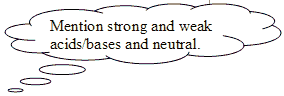 Mention strong and weak
acids/bases and neutral.